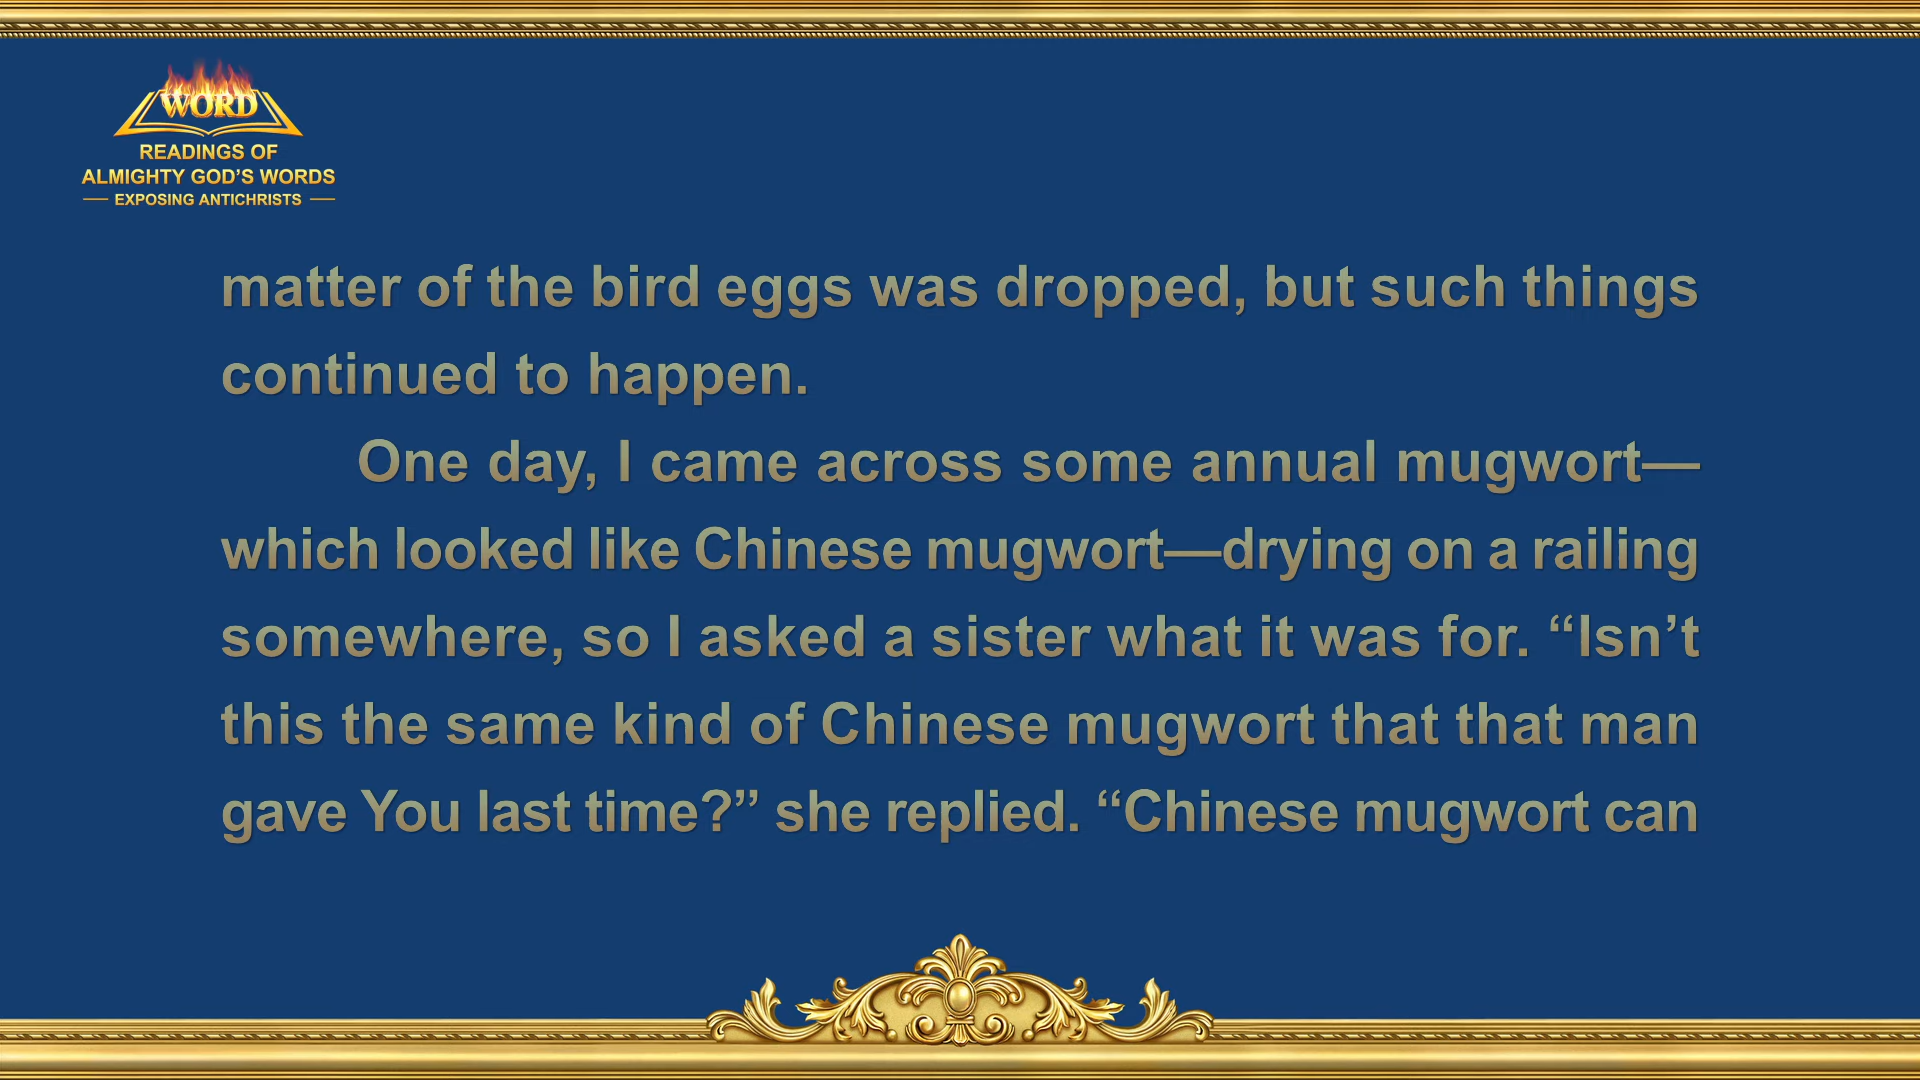 WORD
READINGS OF
ALMIGHTY GOD’S WORDS
EXPOSING ANTICHRISTS
matter of the bird eggs was dropped, but such things
continued to happen.
One day, I came across some annual mugwort—
which looked like Chinese mugwort—drying on a railing
somewhere, so I asked a sister what it was for. “Isn’t
this the same kind of Chinese mugwort that that man
gave You last time?” she replied. “Chinese mugwort can